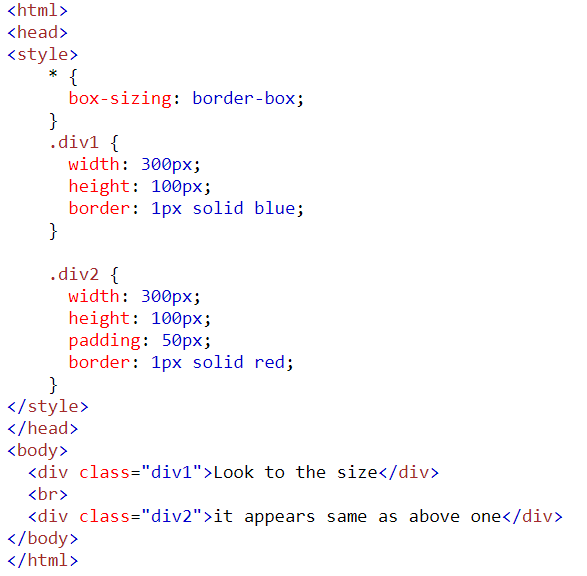 <html>
<head>
<style>
    * {
      box-sizing: border-box;
    }
    .div1 {
      width: 300px;
      height: 100px;
      border: 1px solid blue;
    }

    .div2 {
      width: 300px;
      height: 100px;
      padding: 50px;
      border: 1px solid red;
    }
</style>
</head>
<body>
  <div class="div1">Look to the size</div>
  <br>
  <div class="div2">it appears same as above one</div>
</body>
</html>